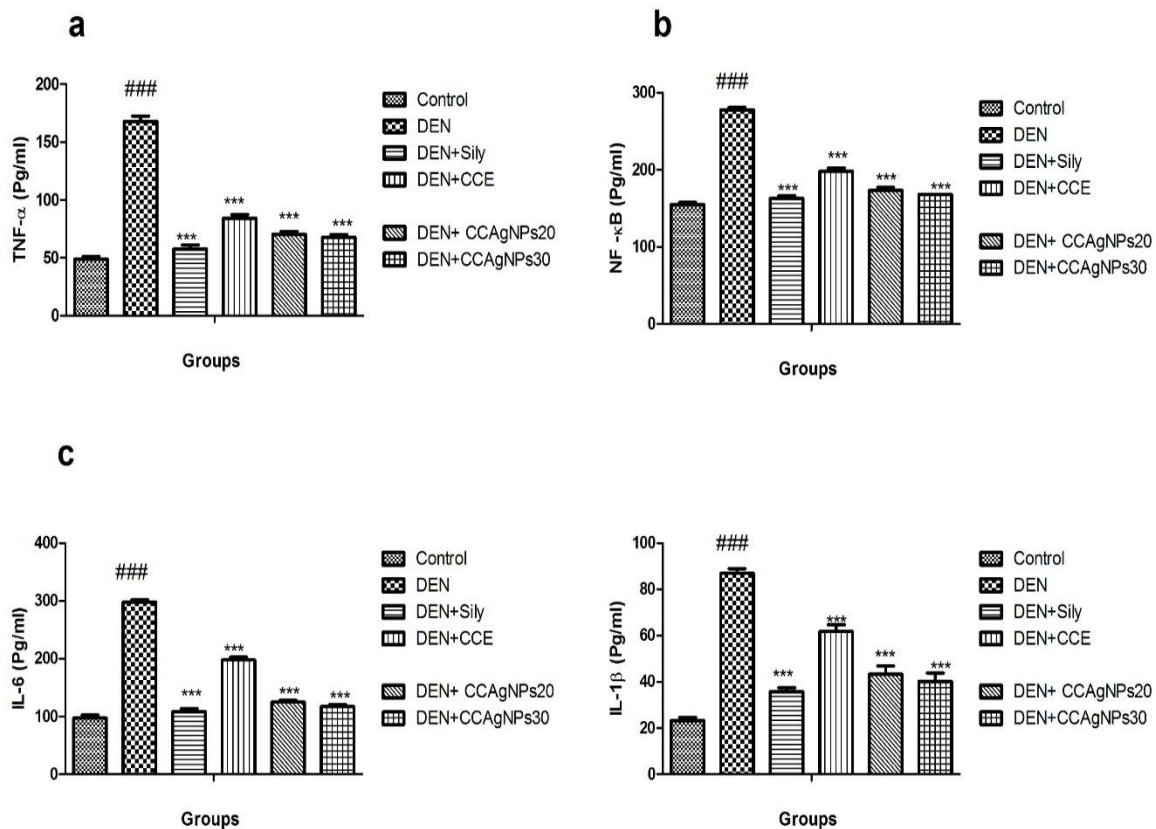 a
TNF-α (Pg/ml)
200
150
100
50
0
###
***
***
***
***
Groups
Control
DEN
DEN+Sily
DEN+CCE
DEN+ CCAgNPs20
DEN+CCAgNPs30
b
NF -κB (Pg/ml)
300
200
100
0
###
***
***
***
***
Groups
Control
DEN
DEN+Sily
DEN+CCE
DEN+ CCAgNPs20
DEN+CCAgNPs30
c
IL-6 (Pg/ml)
400
300
200
100
0
###
***
***
***
***
Groups
Control
DEN
DEN+Sily
DEN+CCE
DEN+ CCAgNPs20
DEN+CCAgNPs30
IL-1β (Pg/ml)
100
80
60
40
20
0
###
***
***
***
***
Groups
Control
DEN
DEN+Sily
DEN+CCE
DEN+ CCAgNPs20
DEN+CCAgNPs30